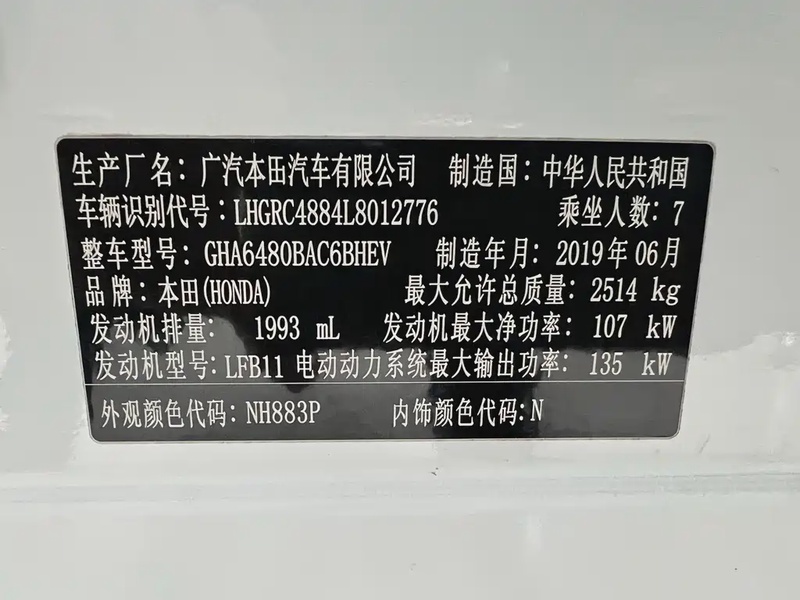 生产厂名：广汽本田汽车有限公司 制造国：中华人民共和国
车辆识别代号：LHGRC4884L8012776 乘坐人数：7
整车型号：GHA6480BAC6BHEV 制造年月：2019年06月
品牌：本田(HONDA) 最大允许总质量：2514 kg
发动机排量： 1993 mL 发动机最大净功率：107 kW
发动机型号：LFB11 电动动力系统最大输出功率：135 kW
外观颜色代码：NH883P 内饰颜色代码：N